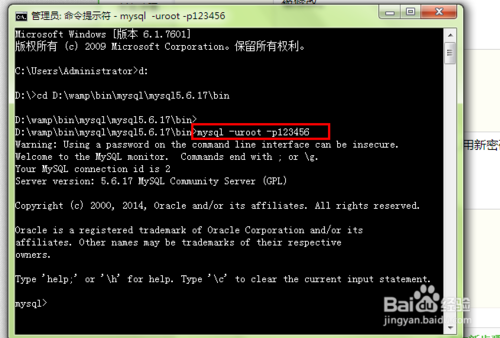 管理员: 命令提示符 - mysql -uroot -p123456
Microsoft Windows [版本 6.1.7601]
版权所有 (c) 2009 Microsoft Corporation。保留所有权利。
C:\Users\Administrator>d:
D:\>cd D:\wamp\bin\mysql\mysql5.6.17\bin
D:\wamp\bin\mysql\mysql5.6.17\bin>
D:\wamp\bin\mysql\mysql5.6.17\bin>mysql -uroot -p123456
Warning: Using a password on the command line interface can be insecure.
Welcome to the MySQL monitor.  Commands end with ; or \g.
Your MySQL connection id is 2
Server version: 5.6.17 MySQL Community Server (GPL)
Copyright (c) 2000, 2014, Oracle and/or its affiliates. All rights reserved.
Oracle is a registered trademark of Oracle Corporation and/or its
affiliates. Other names may be trademarks of their respective
owners.
Type 'help;' or '\h' for help. Type '\c' to clear the current input statement.
mysql>
用新密
Baidu 经验
jingyan.baidu.com